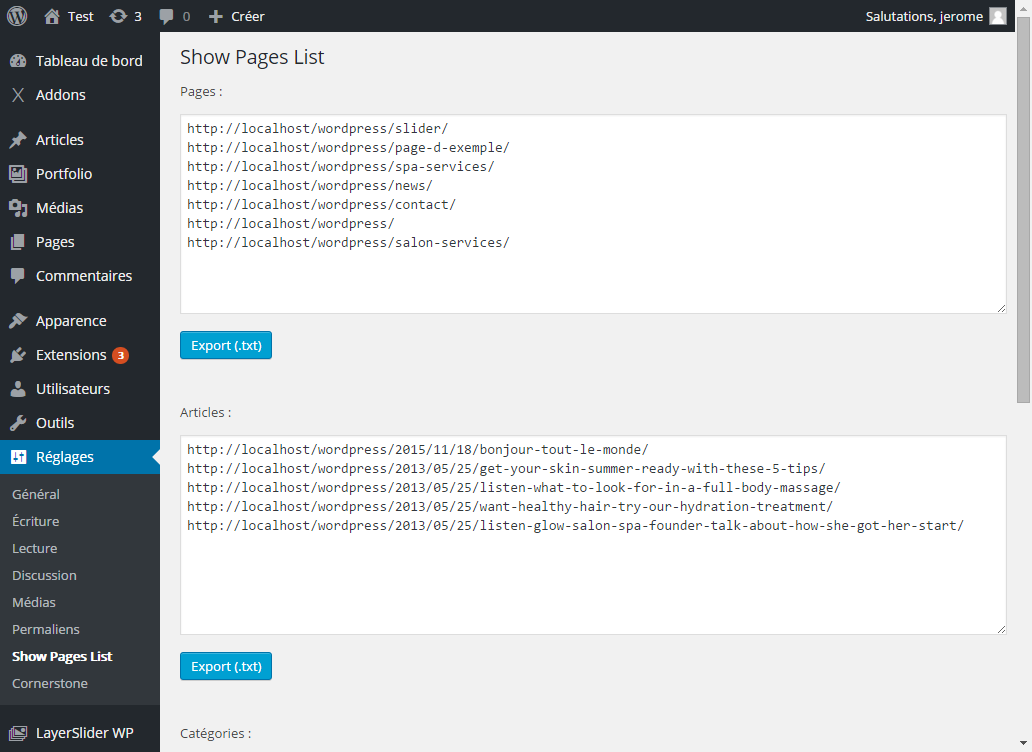 Test 3 0 Créer Salutations, jerome
Tableau de bord
Addons
Articles
Portfolio
Médias
Pages
Commentaires
Apparence
Extensions 3
Utilisateurs
Outils
Réglages
Général
Écriture
Lecture
Discussion
Médias
Permaliens
Show Pages List
Cornerstone
LayerSlider WP
Show Pages List
Pages :
http://localhost/wordpress/slider/
http://localhost/wordpress/page-d-exemple/
http://localhost/wordpress/spa-services/
http://localhost/wordpress/news/
http://localhost/wordpress/contact/
http://localhost/wordpress/
http://localhost/wordpress/salon-services/
Export (.txt)
Articles :
http://localhost/wordpress/2015/11/18/bonjour-tout-le-monde/
http://localhost/wordpress/2013/05/25/get-your-skin-summer-ready-with-these-5-tips/
http://localhost/wordpress/2013/05/25/listen-what-to-look-for-in-a-full-body-massage/
http://localhost/wordpress/2013/05/25/want-healthy-hair-try-our-hydration-treatment/
http://localhost/wordpress/2013/05/25/listen-glow-salon-spa-founder-talk-about-how-she-got-her-start/
Export (.txt)
Catégories :